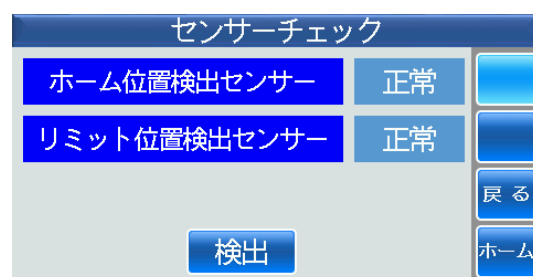 センサーチェック
ホーム位置検出センサー 正常
リミット位置検出センサー 正常
戻る
検出
ホーム